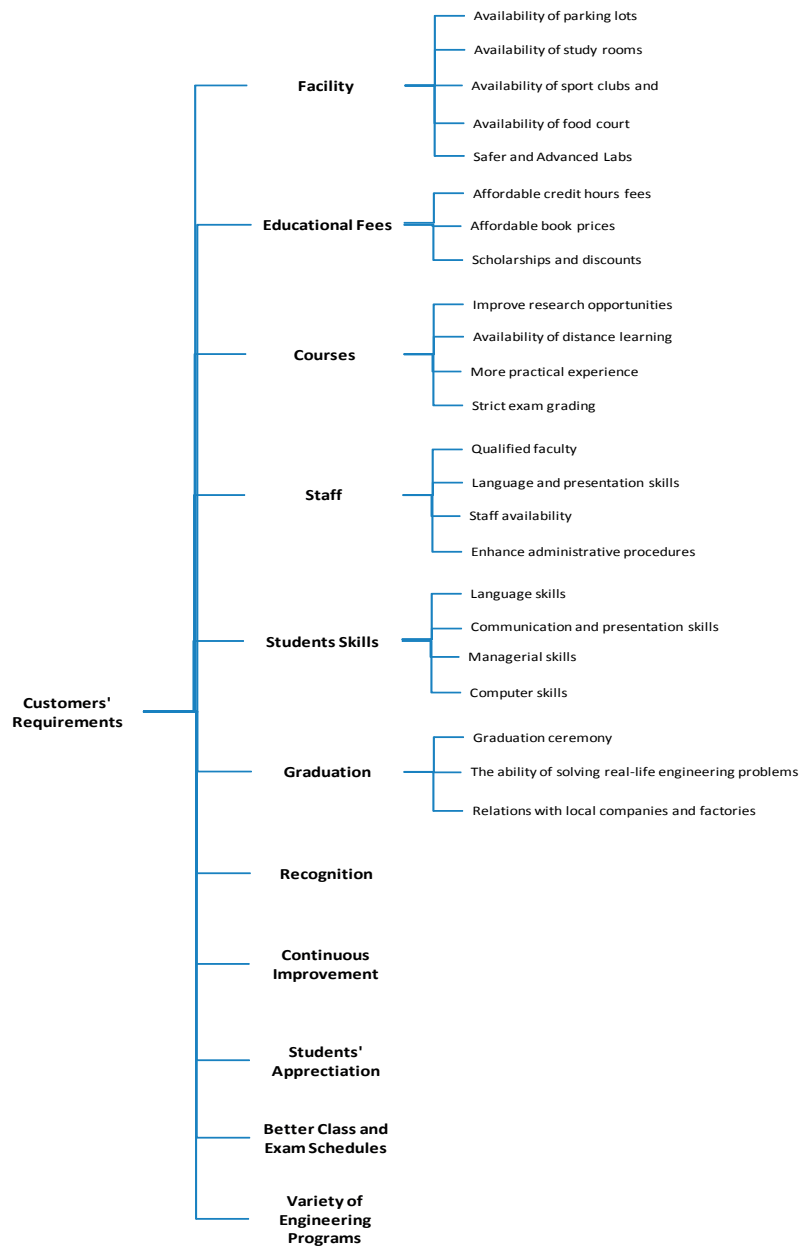 Availability of parking lots
Availability of study rooms
Facility
Availability of sport clubs and
Availability of food court
Safer and Advanced Labs
Affordable credit hours fees
Educational Fees
Affordable book prices
Scholarships and discounts
Improve research opportunities
Availability of distance learning
Courses
More practical experience
Strict exam grading
Qualified faculty
Language and presentation skills
Staff
Staff availability
Enhance administrative procedures
Language skills
Communication and presentation skills
Students Skills
Managerial skills
Computer skills
Customers'
Requirements
Graduation ceremony
Graduation
The ability of solving real-life engineering problems
Relations with local companies and factories
Recognition
Continuous
Improvement
Students'
Apprectiation
Better Class and
Exam Schedules
Variety of
Engineering
Programs